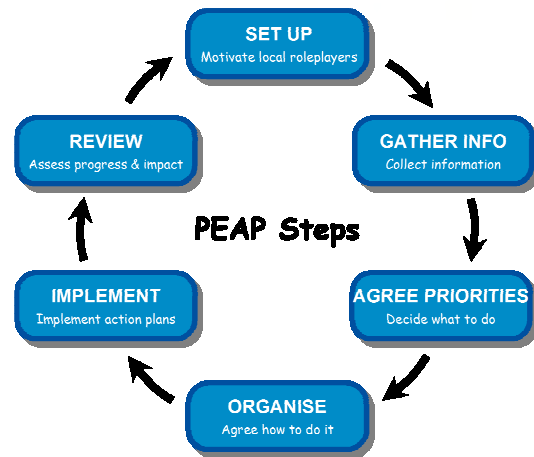 SET UP
Motivate local roleplayers
GATHER INFO
Collect information
AGREE PRIORITIES
Decide what to do
ORGANISE
Agree how to do it
IMPLEMENT
Implement action plans
REVIEW
Assess progress & impact
PEAP Steps